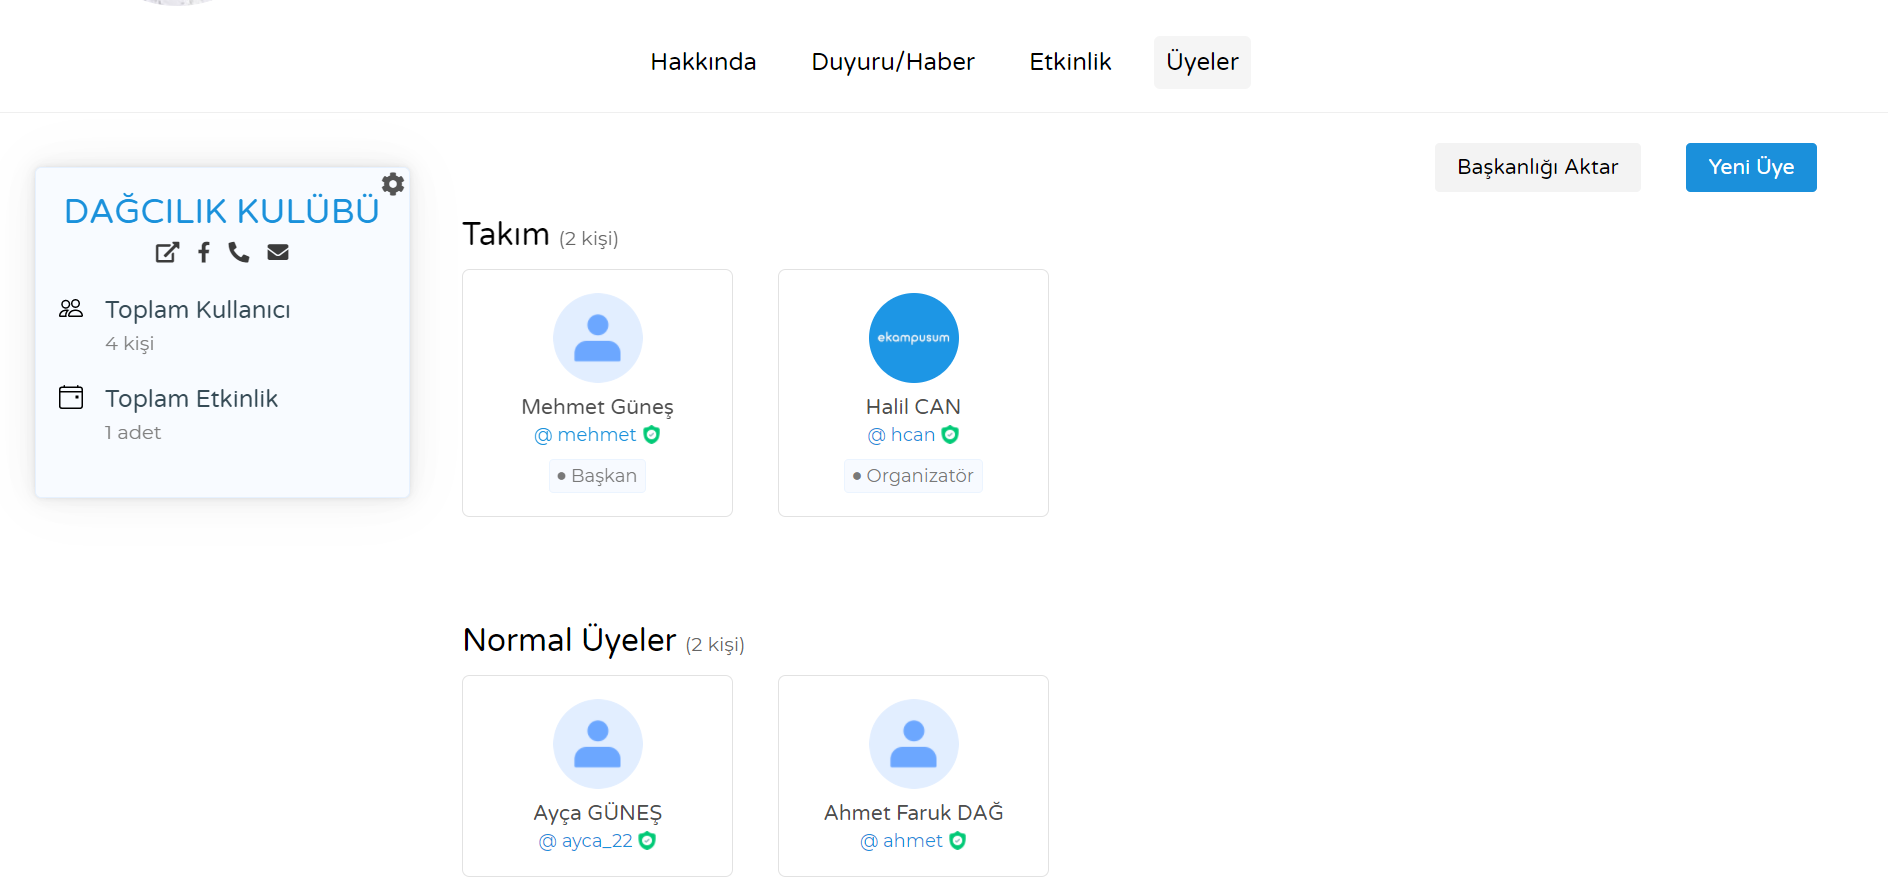 Hakkında Duyuru/Haber Etkinlik Üyeler
Başkanlığı Aktar Yeni Üye
DAĞCILIK KULÜBÜ
Toplam Kullanıcı
4 kişi
Toplam Etkinlik
1 adet
Takım (2 kişi)
ekampusum
Mehmet Güneş
@ mehmet
• Başkan
Halil CAN
@ hcan
• Organizatör
Normal Üyeler (2 kişi)
Ayça GÜNEŞ
@ ayca_22
Ahmet Faruk DAĞ
@ ahmet